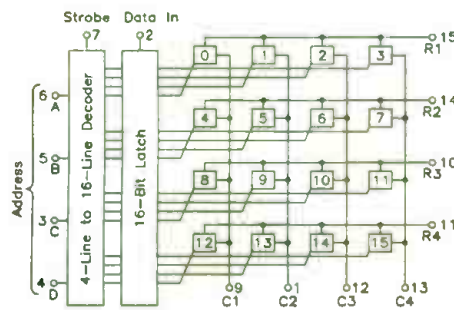 Strobe Data In
7 2
15
R1
0 1 2 3
6
A
14
R2
4 5 6 7
5
B
10
R3
8 9 10 11
3
C
11
R4
12 13 14 15
4
D
Address
4-Line to 16-Line Decoder
16-Bit Latch
9 1 12 13
C1 C2 C3 C4